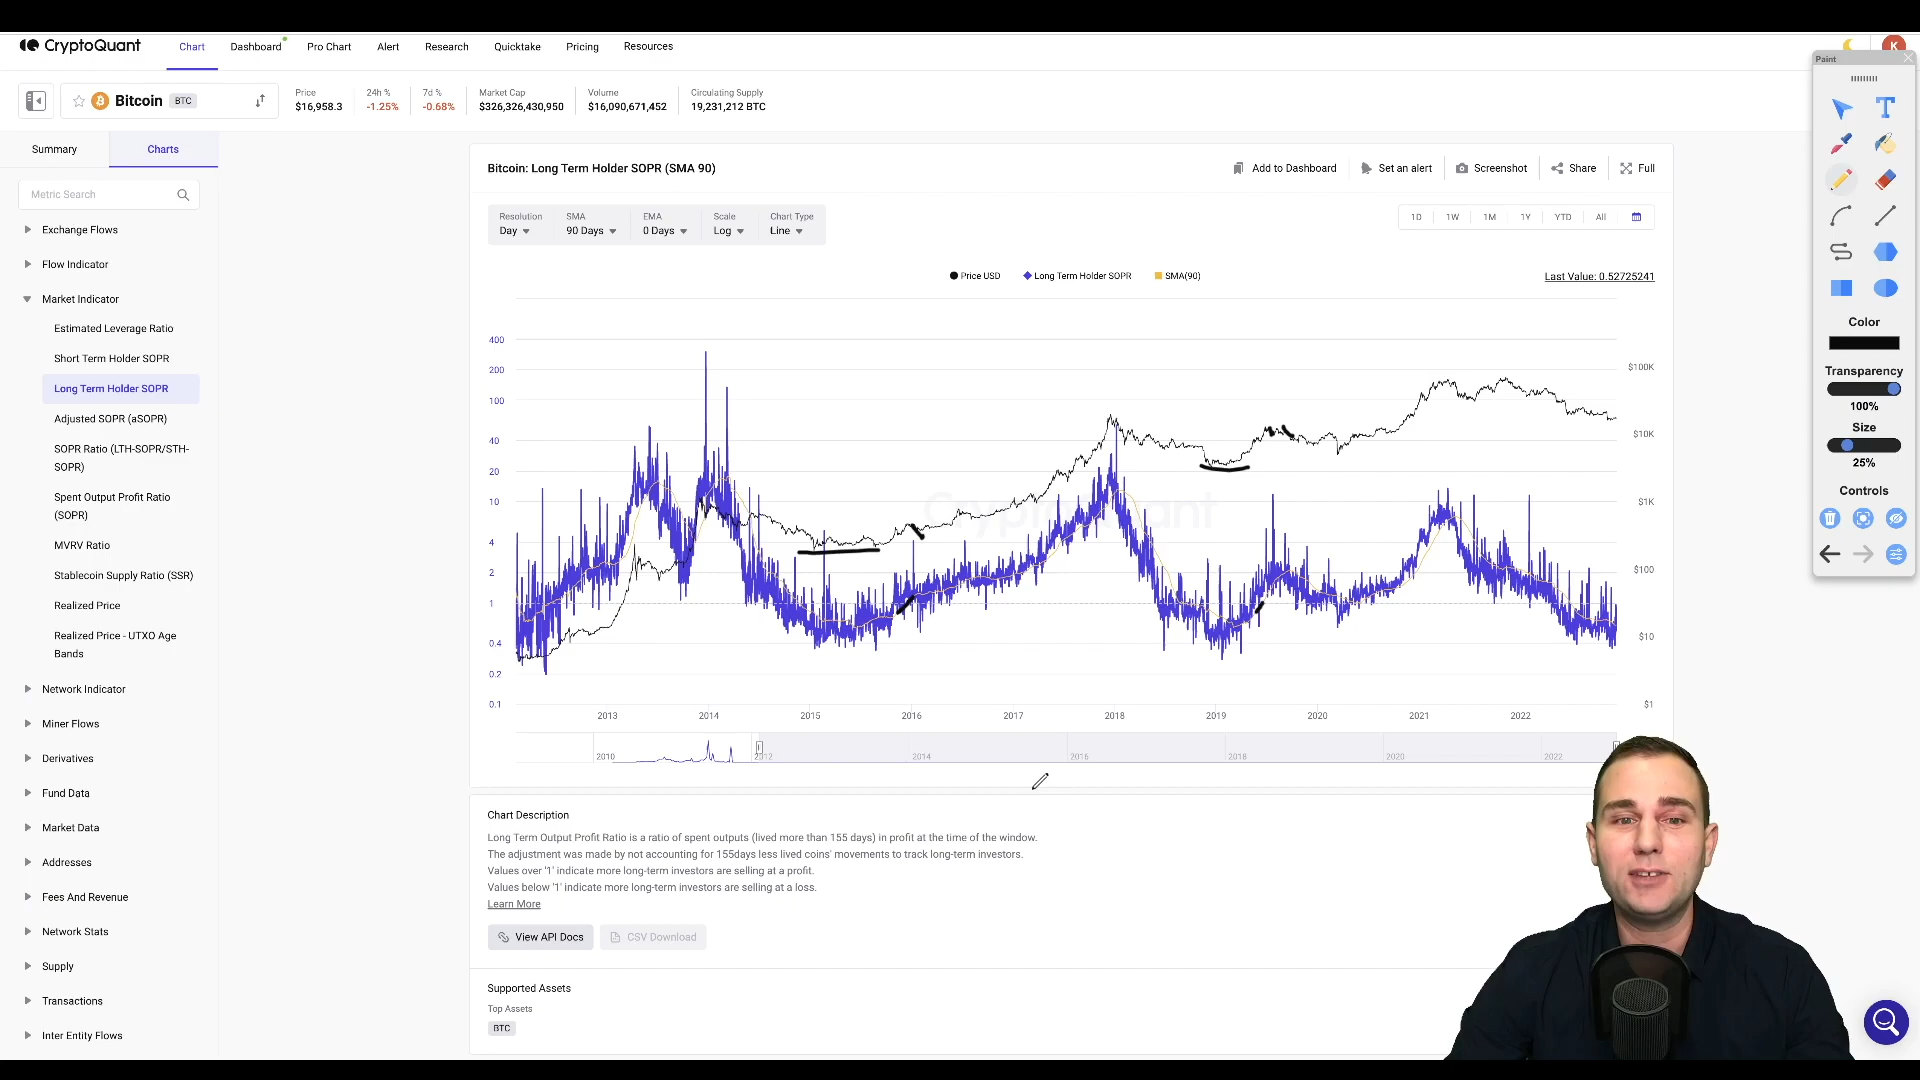 CryptoQuant
Chart
Dashboard
Pro Chart
Alert
Research
Quicktake
Pricing
Resources
K
Paint
Bitcoin BTC
Price
$16,958.3
24h %
-1.25%
7d %
-0.68%
Market Cap
$326,326,430,950
Volume
$16,090,671,452
Circulating Supply
19,231,212 BTC
Summary
Charts
Metric Search
Exchange Flows
Flow Indicator
Market Indicator
Estimated Leverage Ratio
Short Term Holder SOPR
Long Term Holder SOPR
Adjusted SOPR (aSOPR)
SOPR Ratio (LTH-SOPR/STH-
SOPR)
Spent Output Profit Ratio
(SOPR)
MVRV Ratio
Stablecoin Supply Ratio (SSR)
Realized Price
Realized Price - UTXO Age
Bands
Network Indicator
Miner Flows
Derivatives
Fund Data
Market Data
Addresses
Fees And Revenue
Network Stats
Supply
Transactions
Inter Entity Flows
Bitcoin: Long Term Holder SOPR (SMA 90)
Add to Dashboard
Set an alert
Screenshot
Share
Full
Resolution
Day
SMA
90 Days
EMA
0 Days
Scale
Log
Chart Type
Line
1D
1W
1M
1Y
YTD
All
Price USD
Long Term Holder SOPR
SMA(90)
Last Value: 0.52725241
400
200
100
40
20
10
4
2
1
0.4
0.2
0.1
$100K
$10K
$1K
$100
$10
$1
CryptoQuant
2013
2014
2015
2016
2017
2018
2019
2020
2021
2022
2010
2012
2014
2016
2018
2020
2022
Chart Description
Long Term Output Profit Ratio is a ratio of spent outputs (lived more than 155 days) in profit at the time of the window.
The adjustment was made by not accounting for 155days less lived coins' movements to track long-term investors.
Values over '1' indicate more long-term investors are selling at a profit.
Values below '1' indicate more long-term investors are selling at a loss.
Learn More
View API Docs
CSV Download
Supported Assets
Top Assets
BTC
T
Color
Transparency
100%
Size
25%
Controls